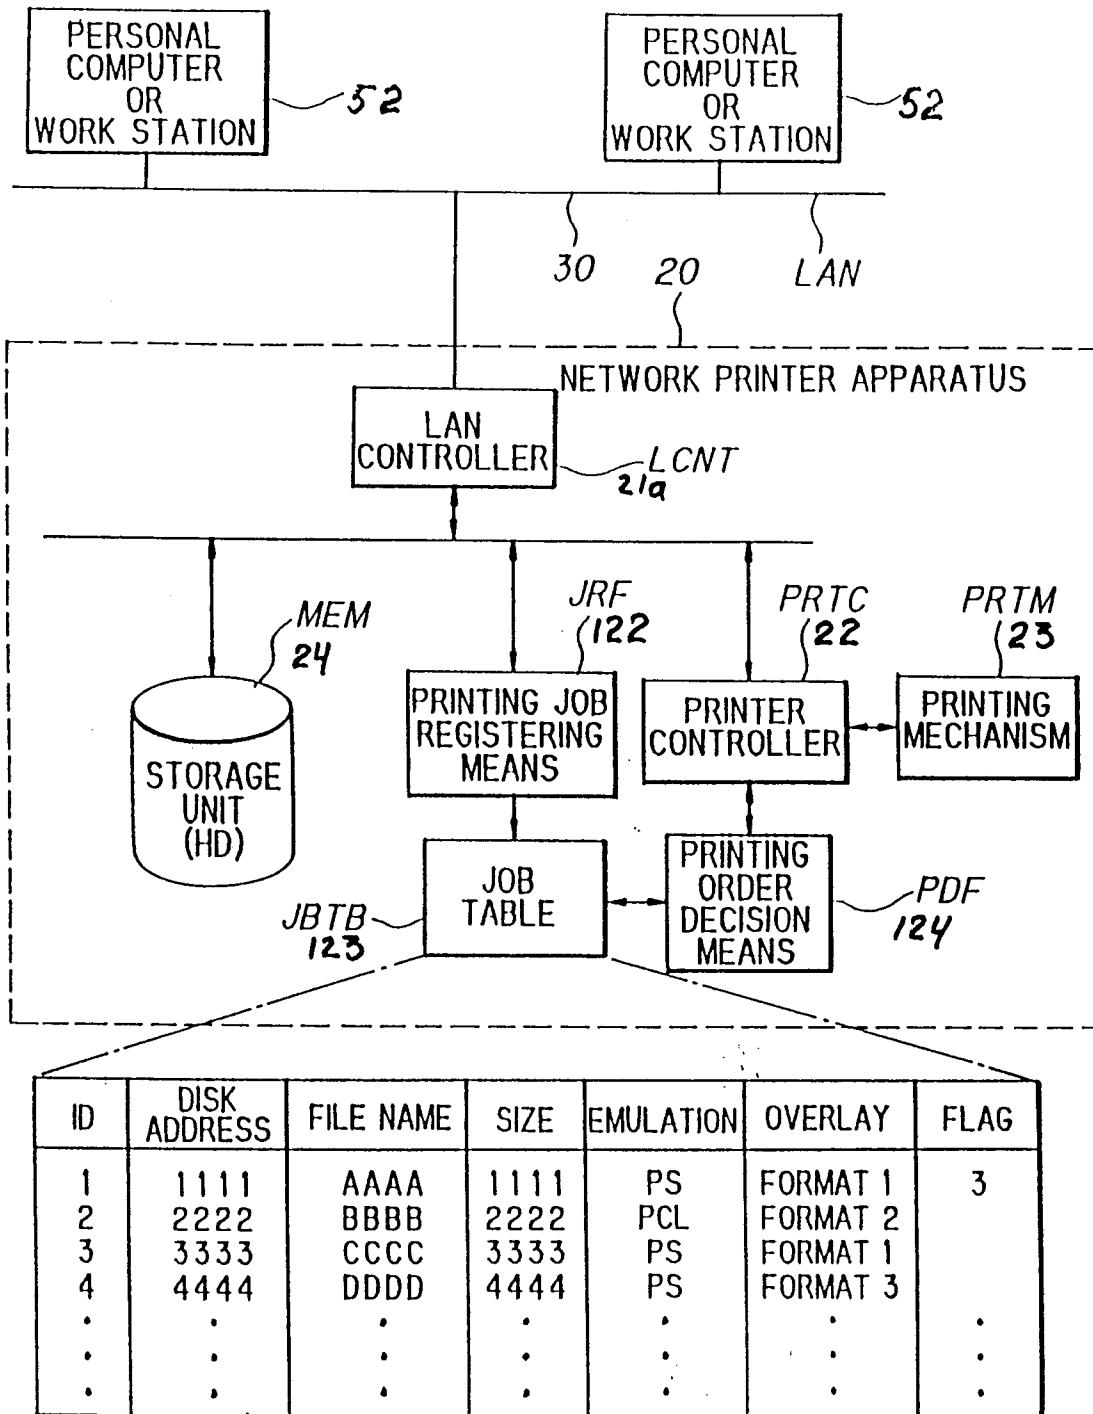 PERSONAL
COMPUTER
OR
WORK STATION
52
PERSONAL
COMPUTER
OR
WORK STATION
52
30
20
LAN
NETWORK PRINTER APPARATUS
LAN
CONTROLLER
LCNT
21a
MEM
24
JRF
122
PRTC
22
PRTM
23
STORAGE
UNIT
(HD)
PRINTING JOB
REGISTERING
MEANS
PRINTER
CONTROLLER
PRINTING
MECHANISM
JBTB
123
JOB
TABLE
PRINTING
ORDER
DECISION
MEANS
PDF
124
ID DISK ADDRESS FILE NAME SIZE EMULATION OVERLAY FLAG
1 1111 AAAA 1111 PS FORMAT 1 3
2 2222 BBBB 2222 PCL FORMAT 2
3 3333 CCCC 3333 PS FORMAT 1
4 4444 DDDD 4444 PS FORMAT 3